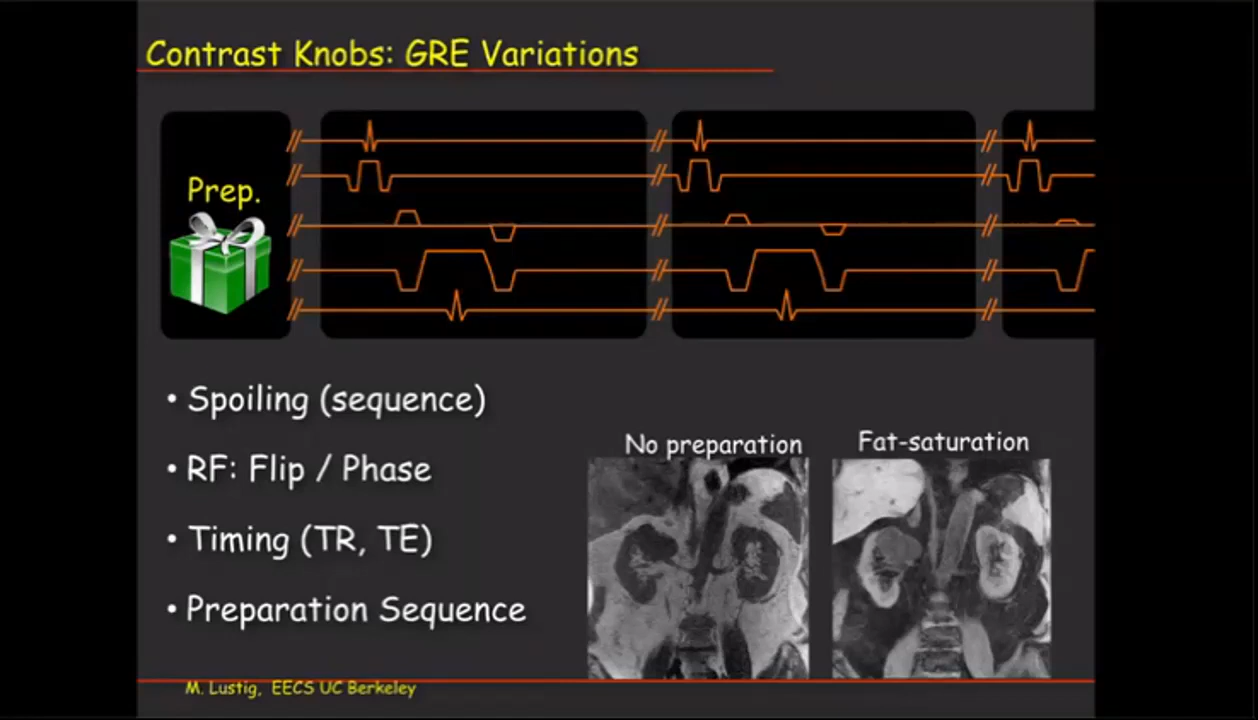 Contrast Knobs: GRE Variations
Prep.
• Spoiling (sequence)
• RF: Flip / Phase
• Timing (TR, TE)
• Preparation Sequence
No preparation
Fat-saturation
M. Lustig, EECS UC Berkeley